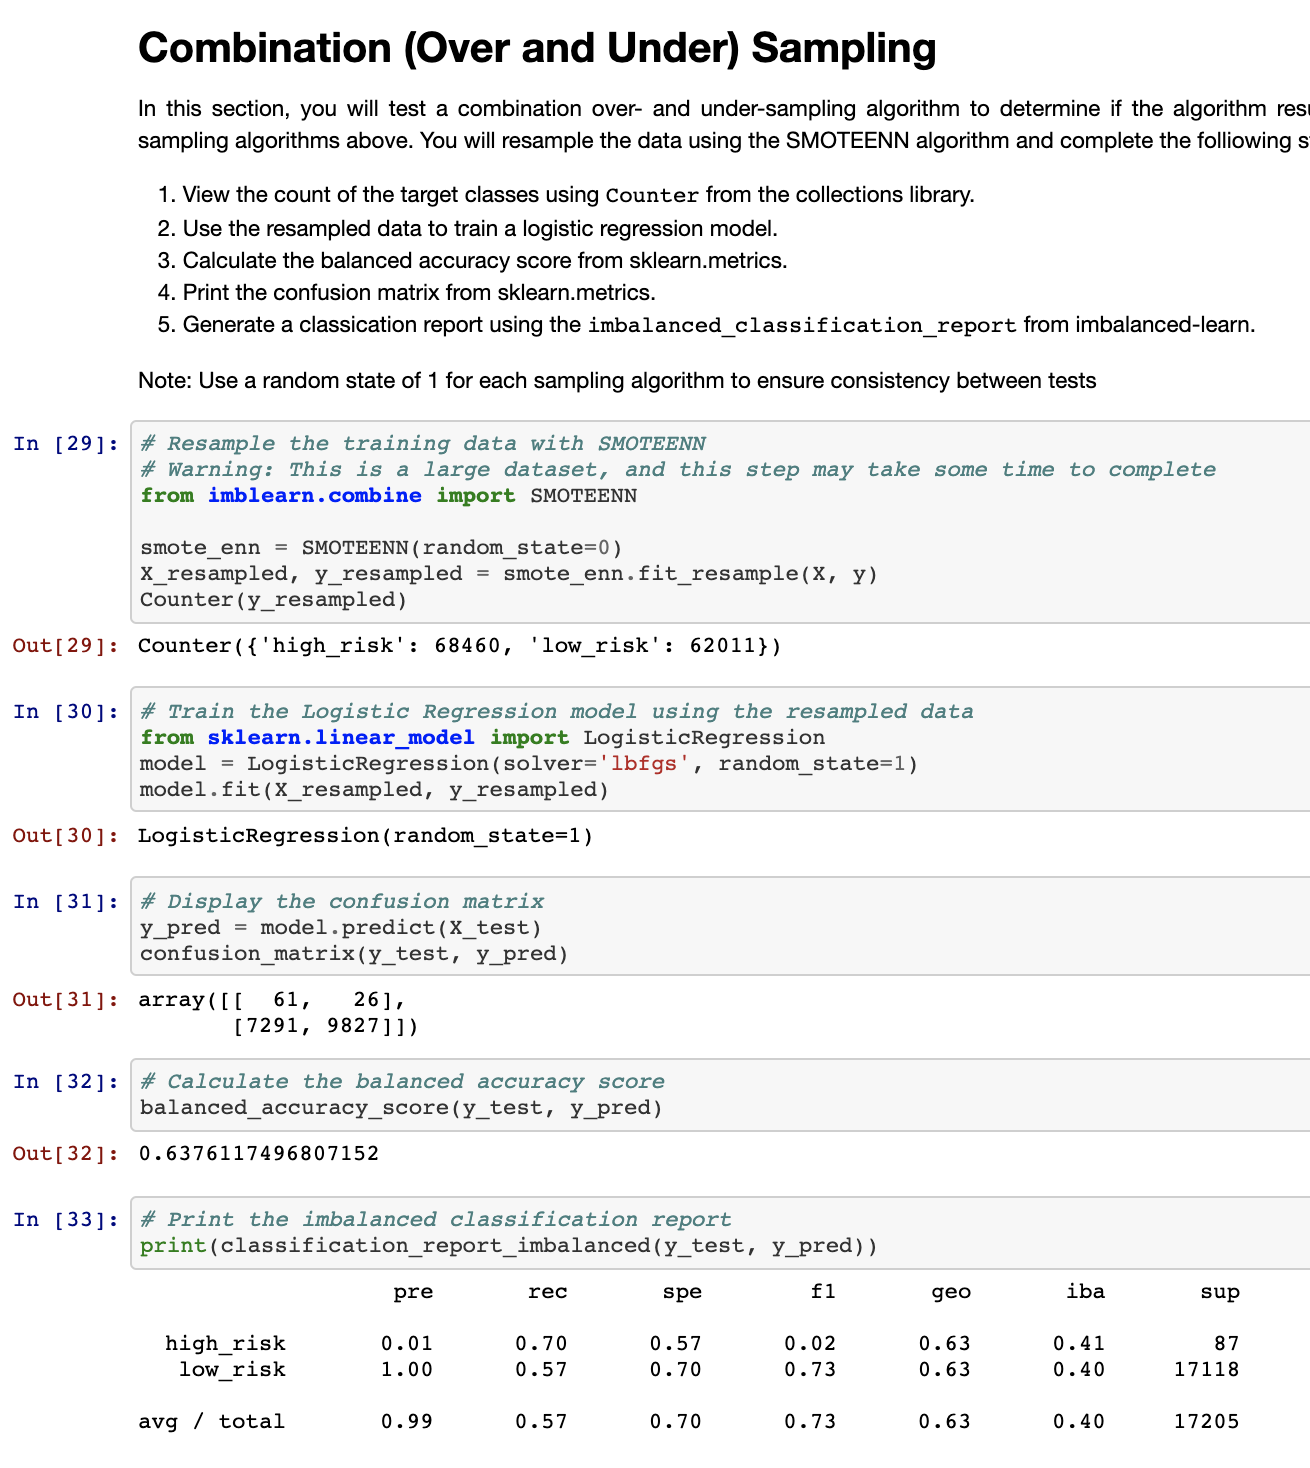 Combination (Over and Under) Sampling
In this section, you will test a combination over- and under-sampling algorithm to determine if the algorithm
sampling algorithms above. You will resample the data using the SMOTEENN algorithm and complete the folliowing
1. View the count of the target classes using Counter from the collections library.
2. Use the resampled data to train a logistic regression model.
3. Calculate the balanced accuracy score from sklearn.metrics.
4. Print the confusion matrix from sklearn.metrics.
5. Generate a classication report using the imbalanced_classification_report from imbalanced-learn.
Note: Use a random state of 1 for each sampling algorithm to ensure consistency between tests
In [29]: # Resample the training data with SMOTEENN
# Warning: This is a large dataset, and this step may take some time to complete
from imblearn.combine import SMOTEENN
smote_enn = SMOTEENN(random_state=0)
X_resampled, y_resampled = smote_enn.fit_resample(X, y)
Counter(y_resampled)
Out[29]: Counter({'high_risk': 68460, 'low_risk': 62011})
In [30]: # Train the Logistic Regression model using the resampled data
from sklearn.linear_model import LogisticRegression
model = LogisticRegression(solver='lbfgs', random_state=1)
model.fit(X_resampled, y_resampled)
Out[30]: LogisticRegression(random_state=1)
In [31]: # Display the confusion matrix
y_pred = model.predict(X_test)
confusion_matrix(y_test, y_pred)
Out[31]: array([[  61,   26],
       [7291, 9827]])
In [32]: # Calculate the balanced accuracy score
balanced_accuracy_score(y_test, y_pred)
Out[32]: 0.6376117496807152
In [33]: # Print the imbalanced classification report
print(classification_report_imbalanced(y_test, y_pred))
pre rec spe f1 geo iba sup
high_risk 0.01 0.70 0.57 0.02 0.63 0.41 87
low_risk 1.00 0.57 0.70 0.73 0.63 0.40 17118
avg / total 0.99 0.57 0.70 0.73 0.63 0.40 17205